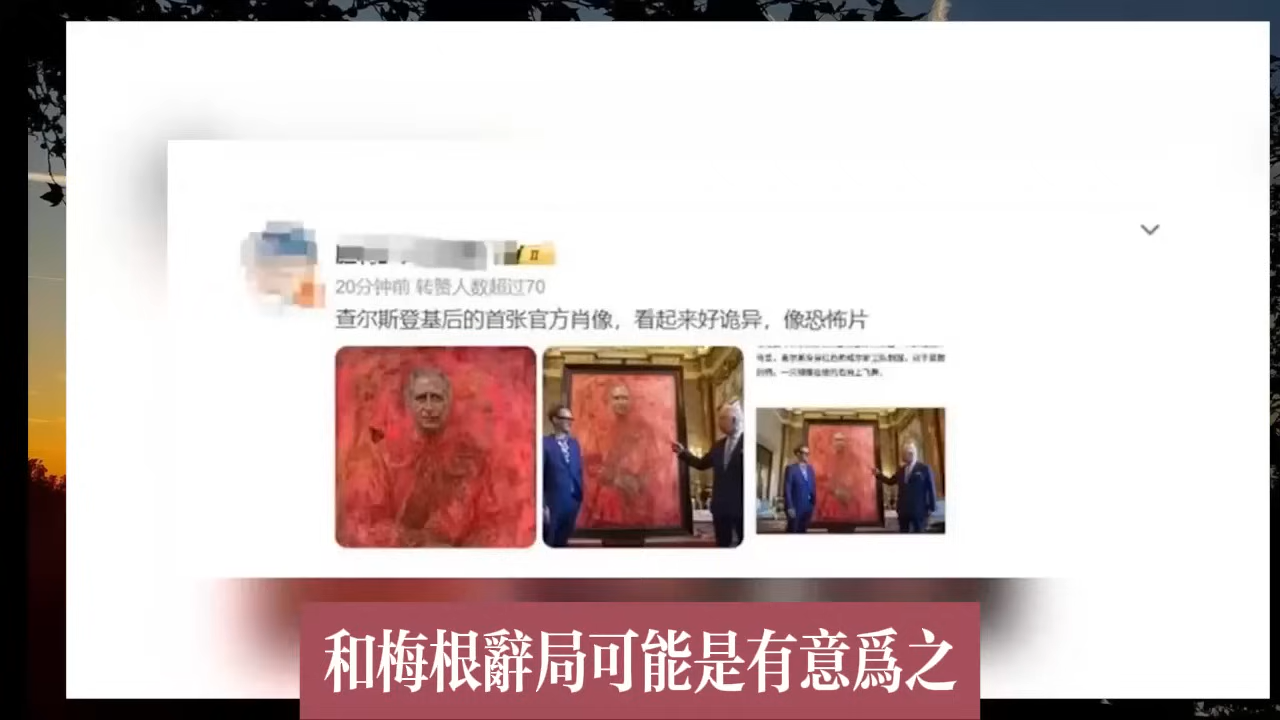 20分钟前 转赞人数超过70
查尔斯登基后的首张官方肖像，看起来好诡异，像恐怖片
和梅根辭局可能是有意爲之